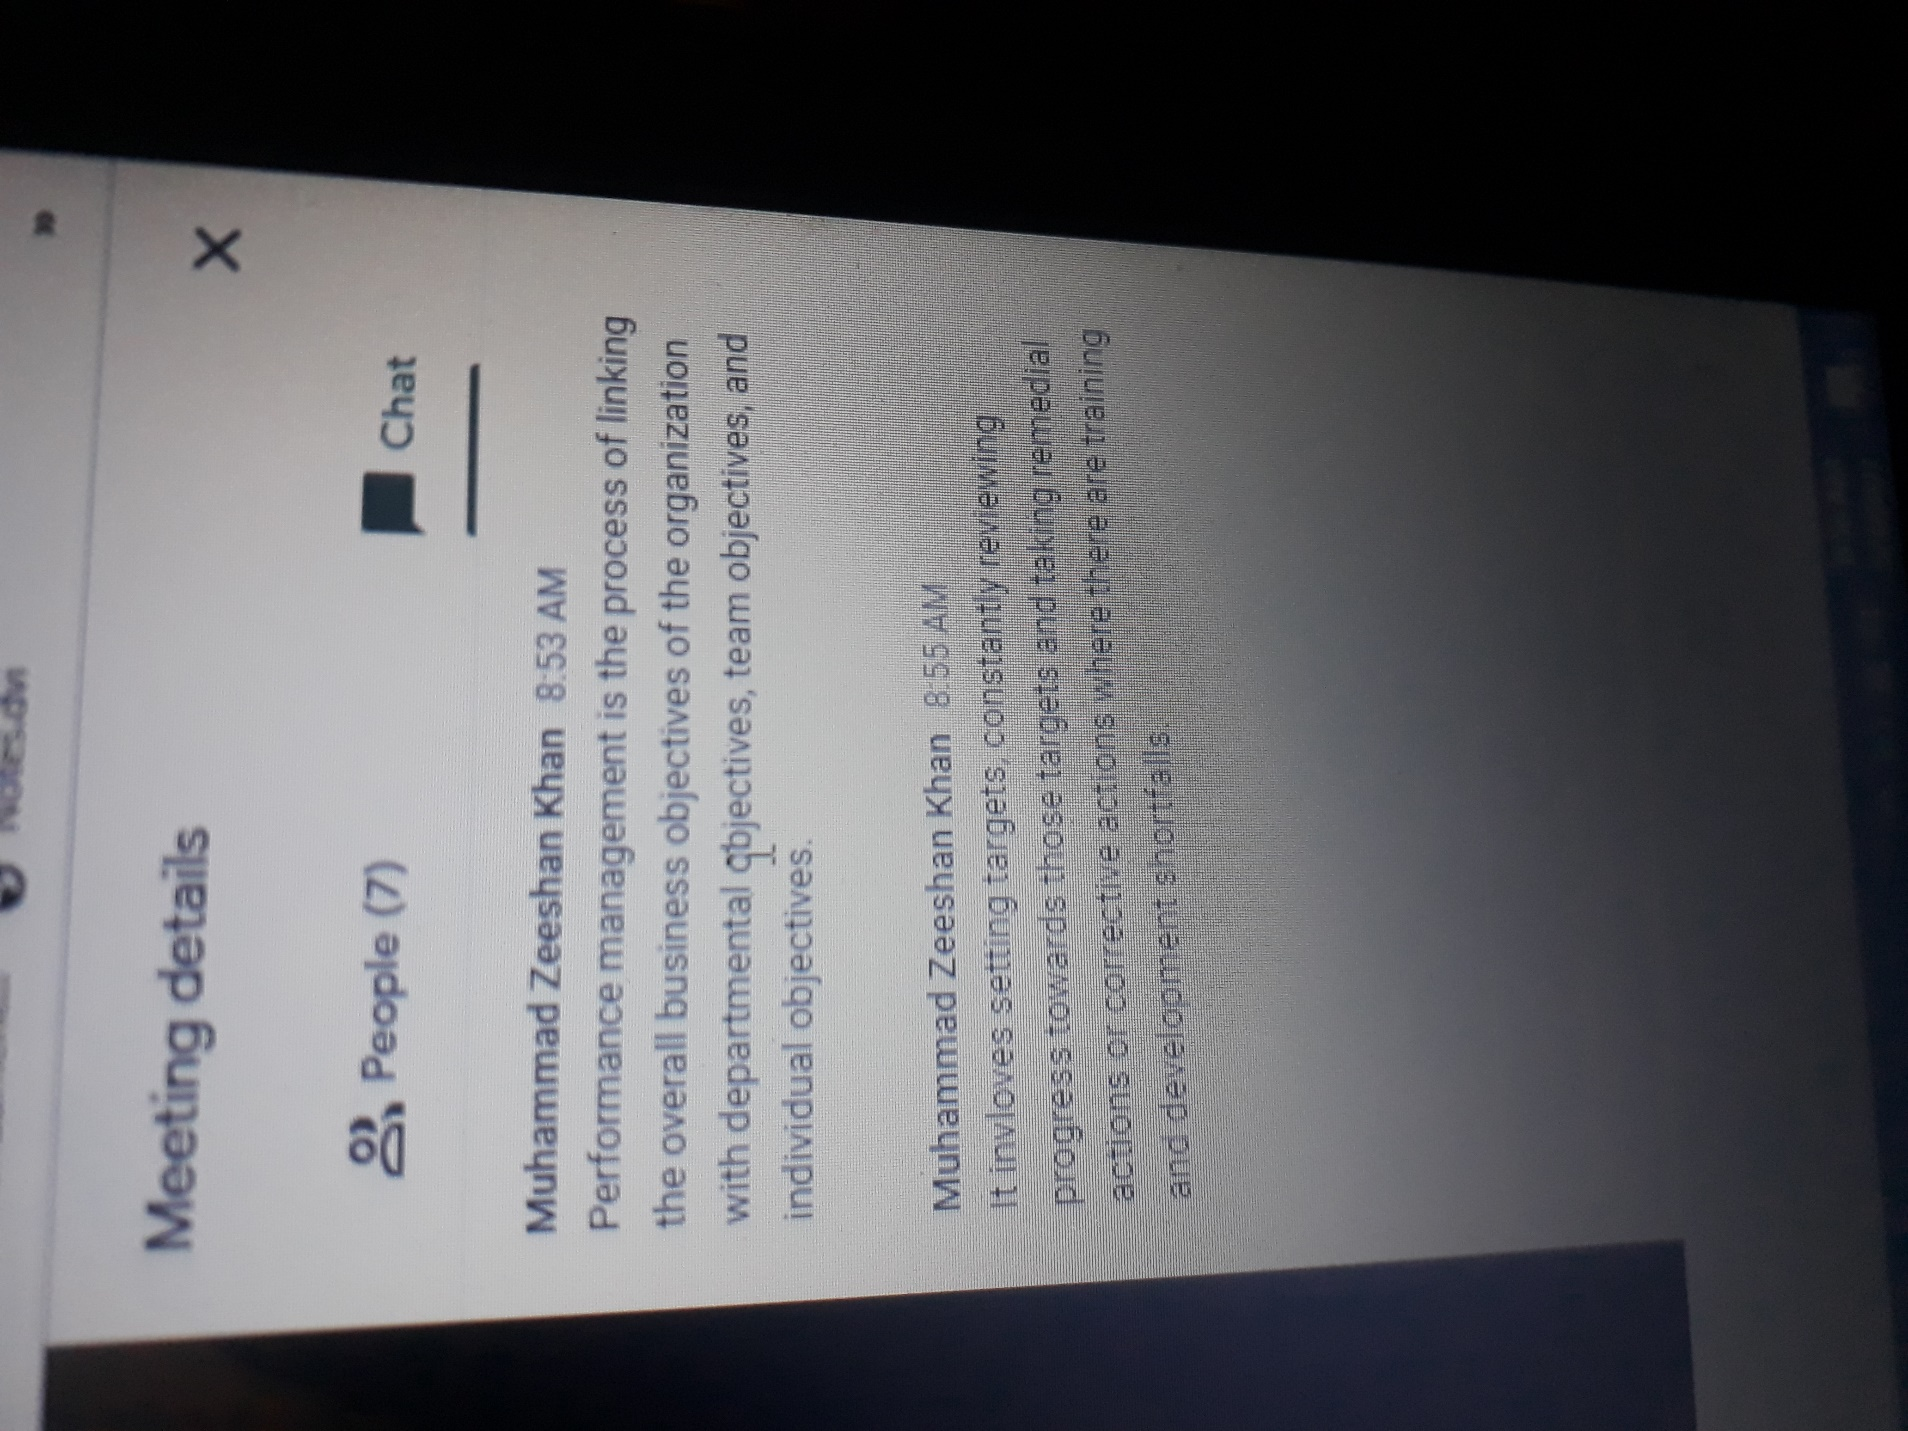 Notes.dvi
Meeting details
People (7)
Chat
Muhammad Zeeshan Khan 8:53 AM
Performance management is the process of linking
the overall business objectives of the organization
with departmental objectives, team objectives, and
individual objectives.
Muhammad Zeeshan Khan 8:55 AM
It invloves setting targets, constantly reviewing
progress towards those targets and taking remedial
actions or corrective actions where there are training
and development shortfalls.